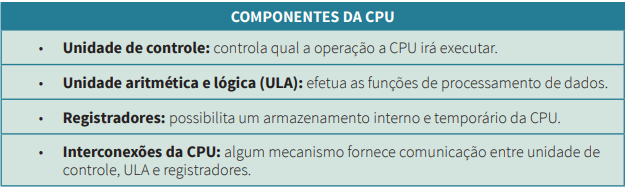 COMPONENTES DA CPU
• Unidade de controle: controla qual a operação a CPU irá executar.
• Unidade aritmética e lógica (ULA): efetua as funções de processamento de dados.
• Registradores: possibilita um armazenamento interno e temporário da CPU.
• Interconexões da CPU: algum mecanismo fornece comunicação entre unidade de
controle, ULA e registradores.